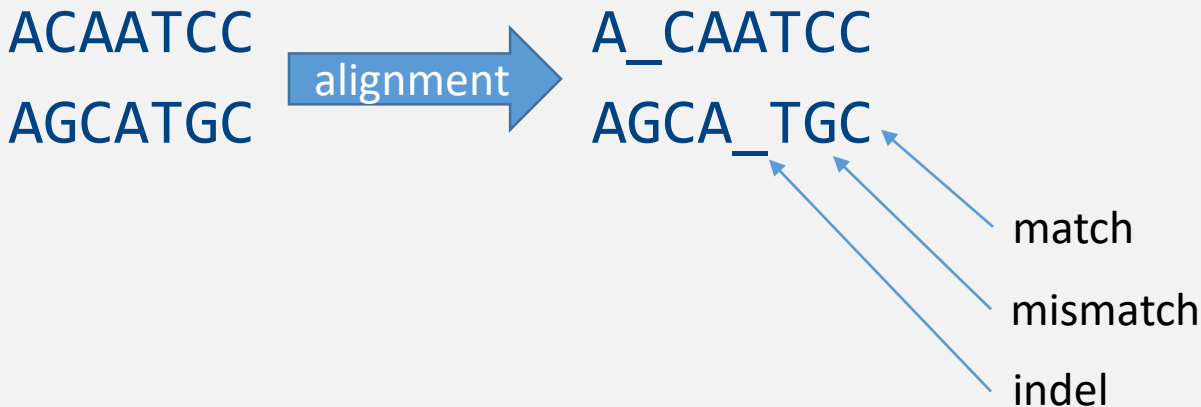 ACAATCC
AGCATGC
alignment
A_CAATCC
AGCA_TGC
match
mismatch
indel